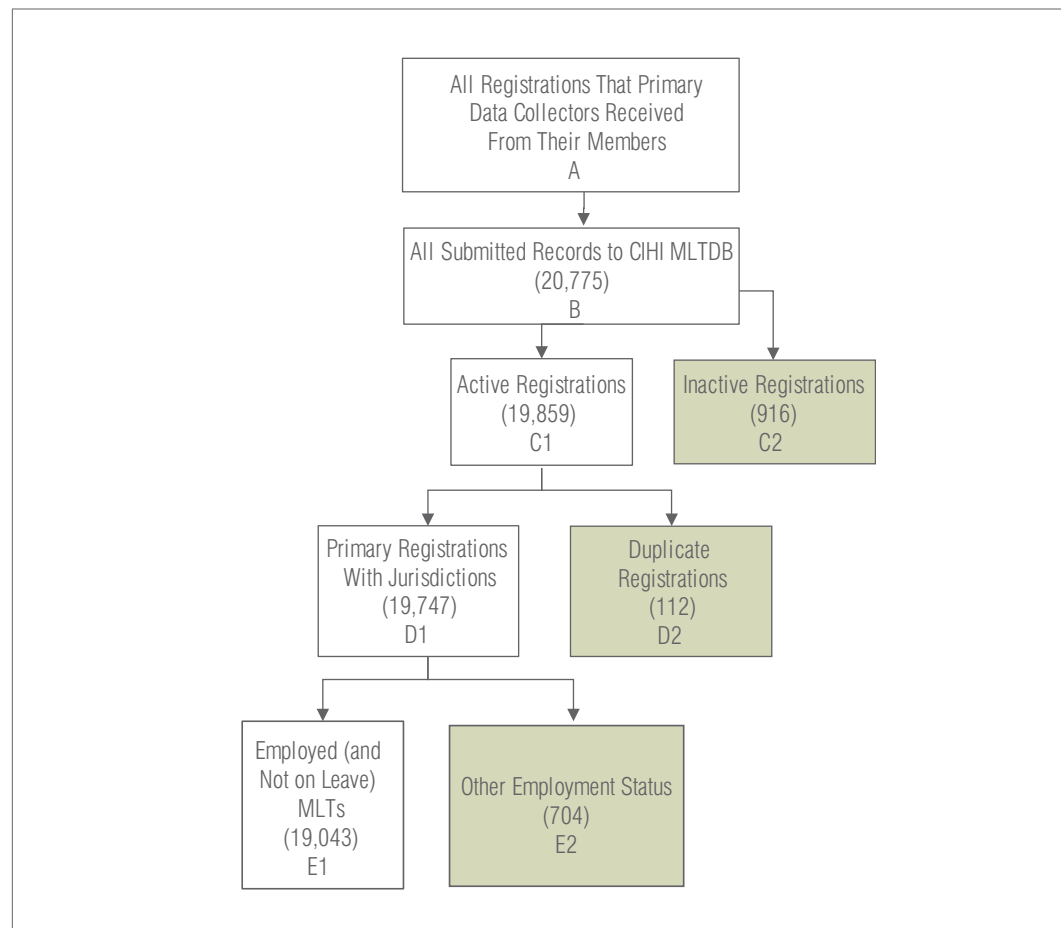 All Registrations That Primary
Data Collectors Received
From Their Members
A
All Submitted Records to CIHI MLTDB
(20,775)
B
Active Registrations
(19,859)
C1
Inactive Registrations
(916)
C2
Primary Registrations
With Jurisdictions
(19,747)
D1
Duplicate
Registrations
(112)
D2
Employed (and
Not on Leave)
MLTs
(19,043)
E1
Other Employment Status
(704)
E2